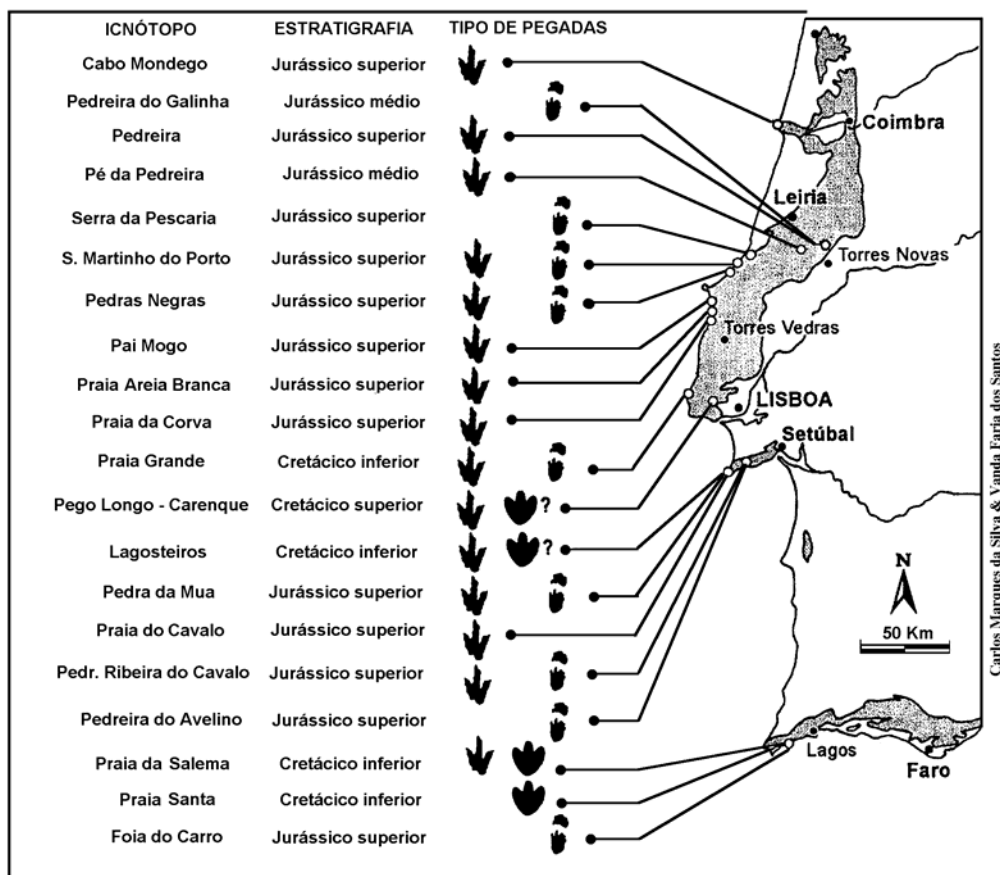 ICNÓTOPO ESTRATIGRAFIA TIPO DE PEGADAS
Cabo Mondego Jurássico superior
Pedreira do Galinha Jurássico médio
Pedreira Jurássico superior
Pé da Pedreira Jurássico médio
Serra da Pescaria Jurássico superior
S. Martinho do Porto Jurássico superior
Pedras Negras Jurássico superior
Pai Mogo Jurássico superior
Praia Areia Branca Jurássico superior
Praia da Corva Jurássico superior
Praia Grande Cretácico inferior
Pego Longo - Carenque Cretácico superior ?
Lagosteiros Cretácico inferior ?
Pedra da Mua Jurássico superior
Praia do Cavalo Jurássico superior
Pedr. Ribeira do Cavalo Jurássico superior
Pedreira do Avelino Jurássico superior
Praia da Salema Cretácico inferior
Praia Santa Cretácico inferior
Foia do Carro Jurássico superior
Coimbra
Leiria
Torres Novas
Torres Vedras
LISBOA
Setúbal
N
50 Km
Lagos
Faro
Carlos Marques da Silva & Vanda Faria dos Santos